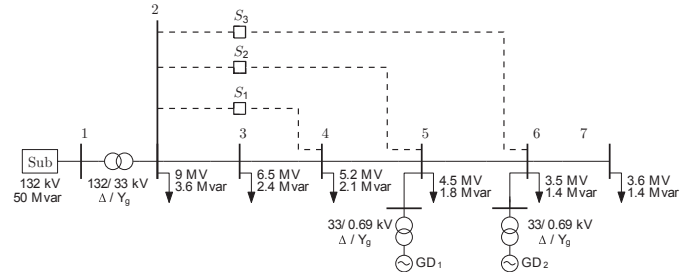 2
S3
S2
S1
1
3
4
5
6
7
Sub
132 kV
50 Mvar
132/ 33 kV
Δ / Yg
9 MV
3.6 Mvar
6.5 MV
2.4 Mvar
5.2 MV
2.1 Mvar
4.5 MV
1.8 Mvar
3.5 MV
1.4 Mvar
3.6 MV
1.4 Mvar
33/ 0.69 kV
Δ / Yg
33/ 0.69 kV
Δ / Yg
GD1
GD2